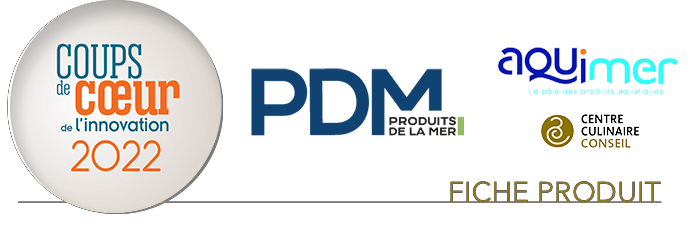 COUPS
de cœur
de l'innovation
2022
PDM
PRODUITS
DE LA MER
aquimer
Le pôle des produits aquatiques
CENTRE
CULINAIRE
CONSEIL
FICHE PRODUIT